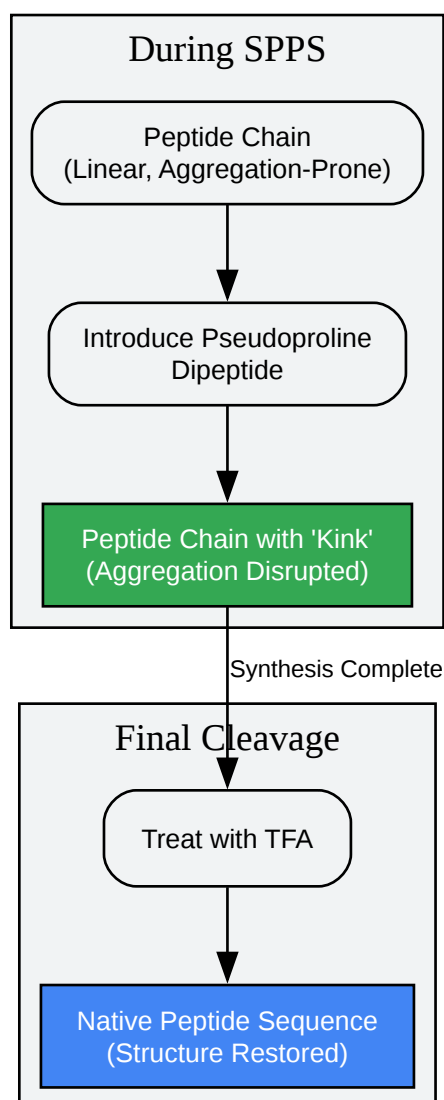 During SPPS
Peptide Chain
(Linear, Aggregation-Prone)
Introduce Pseudoproline
Dipeptide
Peptide Chain with 'Kink'
(Aggregation Disrupted)
Synthesis Complete
Final Cleavage
Treat with TFA
Native Peptide Sequence
(Structure Restored)